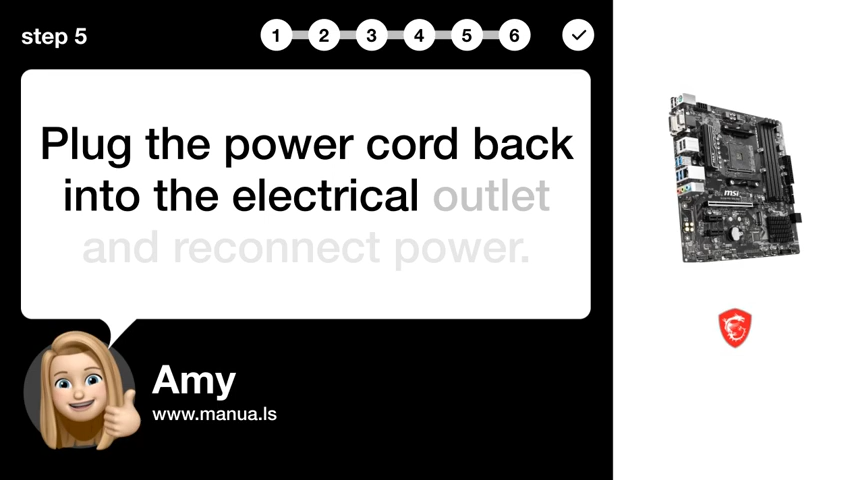 step 5
1 2 3 4 5 6
Plug the power cord back
into the electrical outlet
and reconnect power.
Amy
www.manua.ls
msi